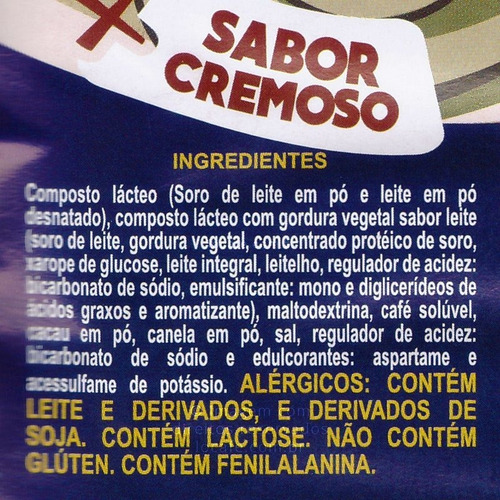 SABOR
CREMOSO
INGREDIENTES
Composto lácteo (Soro de leite em pó e leite em pó
desnatado), composto lácteo com gordura vegetal sabor leite
(soro de leite, gordura vegetal, concentrado protéico de soro,
xarope de glucose, leite integral, leitelho, regulador de acidez:
bicarbonato de sódio, emulsificante: mono e diglicerídeos de
ácidos graxos e aromatizante), maltodextrina, café solúvel,
cacau em pó, canela em pó, sal, regulador de acidez:
bicarbonato de sódio e edulcorantes: aspartame e
acessulfame de potássio. ALÉRGICOS: CONTÉM
LEITE E DERIVADOS, E DERIVADOS DE
SOJA. CONTÉM LACTOSE. NÃO CONTÉM
GLÚTEN. CONTÉM FENILALANINA.